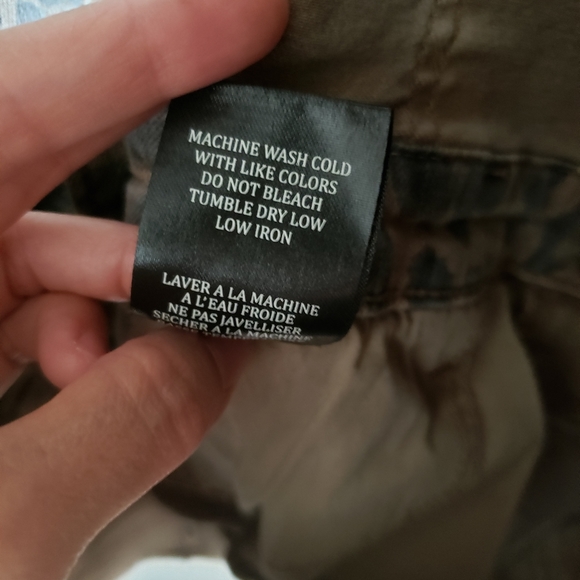 MACHINE WASH COLD
WITH LIKE COLORS
DO NOT BLEACH
TUMBLE DRY LOW
LOW IRON
LAVER A LA MACHINE
A L'EAU FROIDE
NE PAS JAVELLISER
SECHER A LA MACHINE